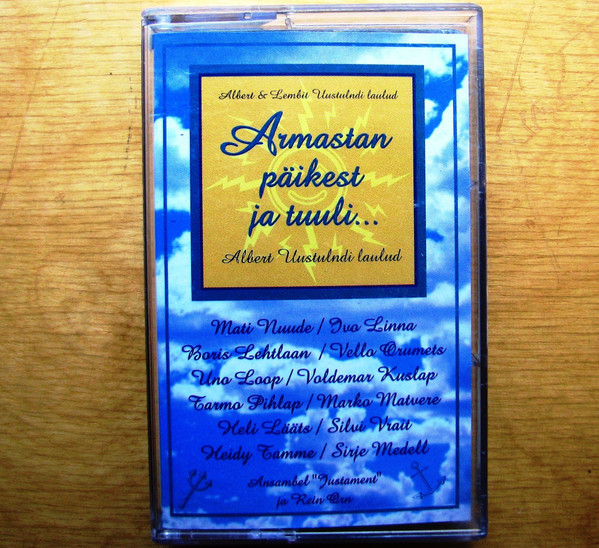 Albert & Lembit Uustulndi laulud
Armastan
päikest
ja tuuli...
Albert Uustulndi laulud
Mati Nuude / Ivo Linna
Boris Lehtlaan / Vello Orumets
Uno Loop / Voldemar Kuslap
Tarmo Pihlap / Marko Matvere
Heli Lääts / Silvi Vrait
Heidy Tamme / Sirje Medell
Ansambel "Justament"
ja Rein Örn